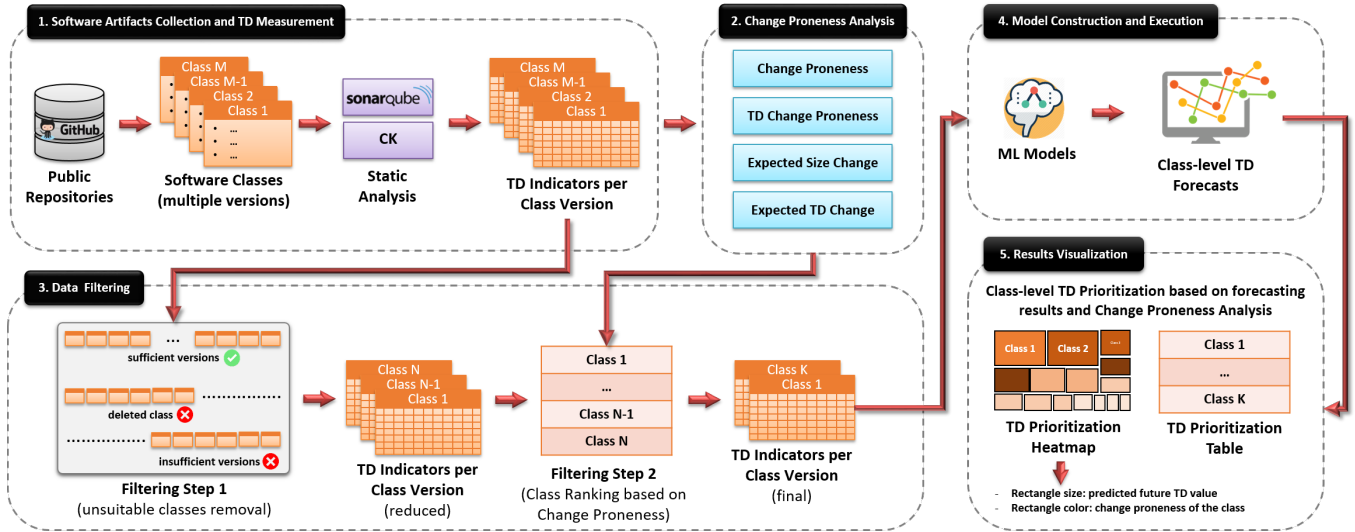 1. Software Artifacts Collection and TD Measurement
GitHub
Public
Repositories
Class M
Class M-1
Class 2
Class 1
...
...
...
Software Classes
(multiple versions)
sonarqube
CK
Static
Analysis
Class M
Class M-1
Class 2
Class 1
TD Indicators per
Class Version
2. Change Proneness Analysis
Change Proneness
TD Change Proneness
Expected Size Change
Expected TD Change
3. Data Filtering
...
sufficient versions
deleted class
insufficient versions
Filtering Step 1
(unsuitable classes removal)
Class N
Class N-1
Class 1
TD Indicators per
Class Version
(reduced)
Class 1
...
Class N-1
Class N
Filtering Step 2
(Class Ranking based on
Change Proneness)
Class K
Class 1
TD Indicators per
Class Version
(final)
4. Model Construction and Execution
ML Models
Class-level TD
Forecasts
5. Results Visualization
Class-level TD Prioritization based on forecasting
results and Change Proneness Analysis
Class 1
Class 2
TD Prioritization
Heatmap
Class 1
...
Class K
TD Prioritization
Table
- Rectangle size: predicted future TD value
- Rectangle color: change proneness of the class